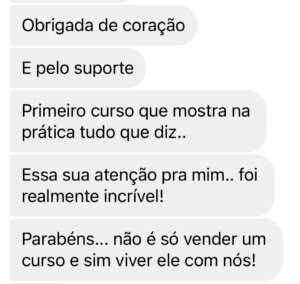 Obrigada de coração
E pelo suporte
Primeiro curso que mostra na
prática tudo que diz..
Essa sua atenção pra mim.. foi
realmente incrível!
Parabéns... não é só vender um
curso e sim viver ele com nós!